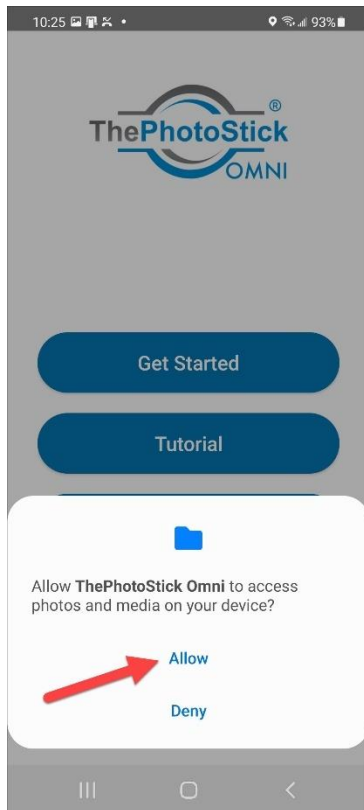 10:25
93%
ThePhotoStick®
OMNI
Get Started
Tutorial
Allow ThePhotoStick Omni to access
photos and media on your device?
Allow
Deny